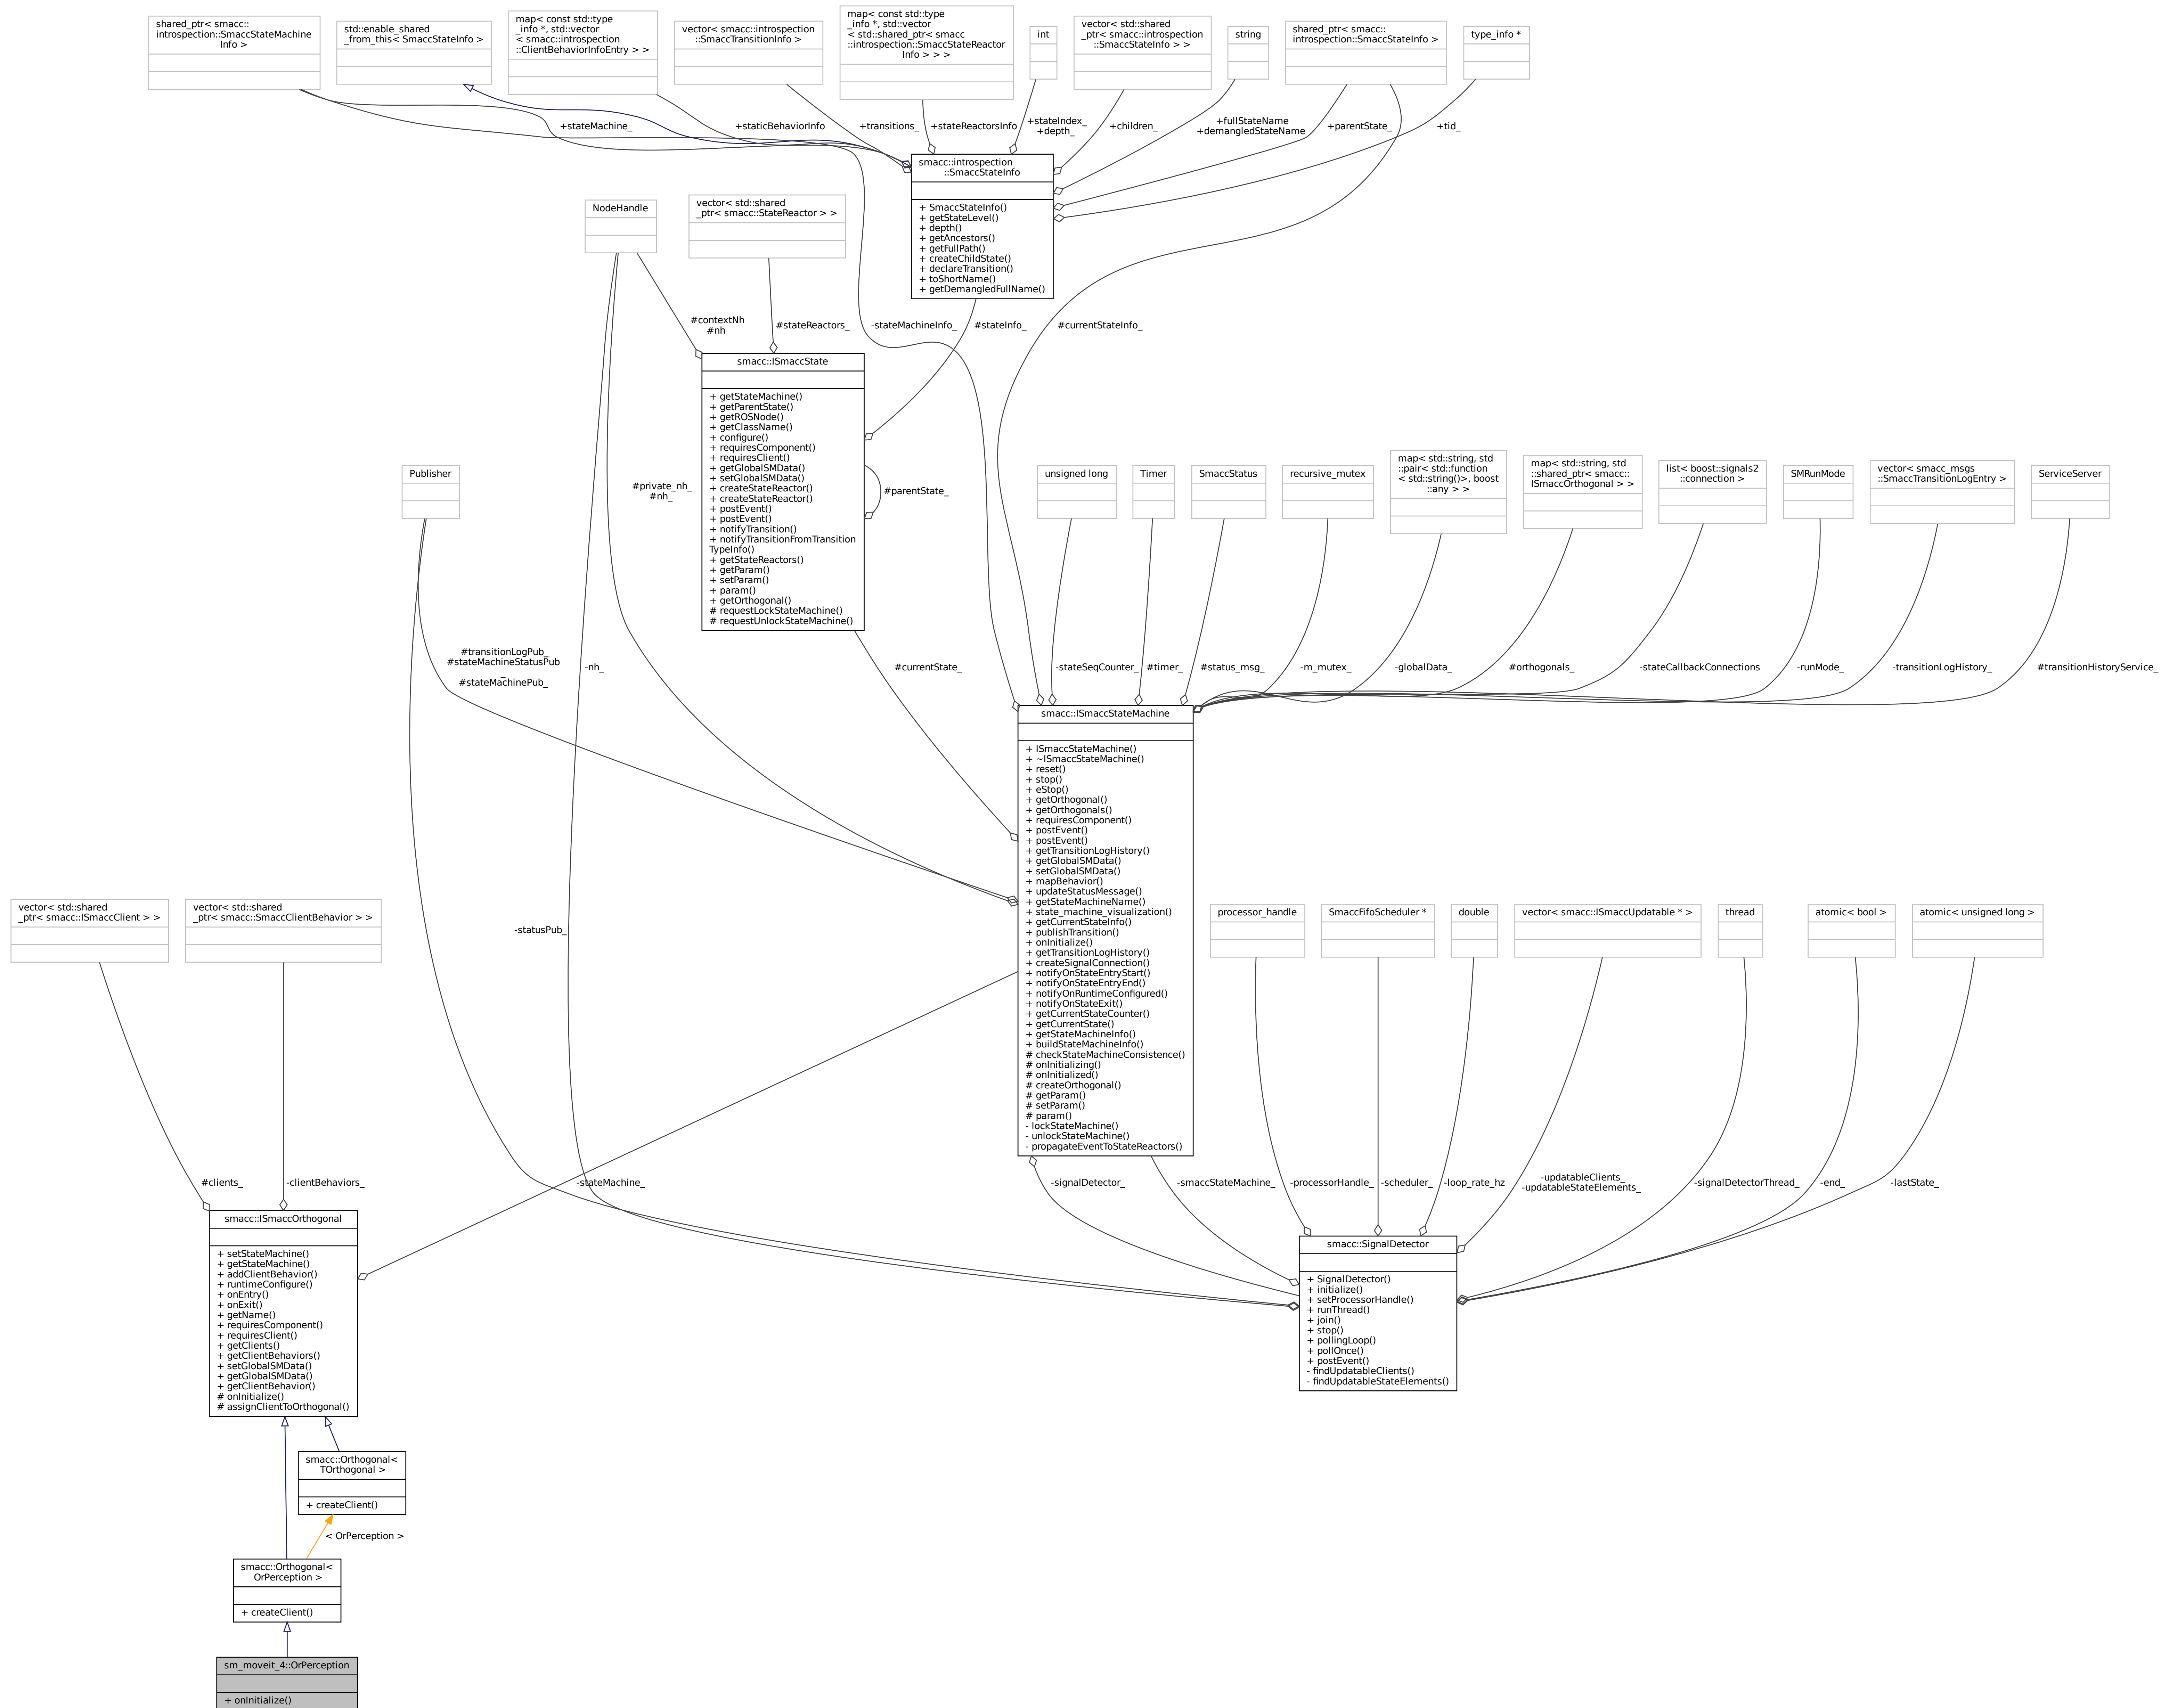 shared_ptr< smacc::
introspection::SmaccStateMachine
Info >
std::enable_shared
_from_this< SmaccStateInfo >
map< const std::type
_info *, std::vector
< smacc::introspection
::ClientBehaviorInfoEntry > >
vector< smacc::introspection
::SmaccTransitionInfo >
map< const std::type
_info *, std::vector
< std::shared_ptr< smacc
::introspection::SmaccStateReactor
Info > > >
int
vector< std::shared
_ptr< smacc::introspection
::SmaccStateInfo > >
string
shared_ptr< smacc::
introspection::SmaccStateInfo >
type_info *
+stateMachine_
+staticBehaviorInfo
+transitions_
+stateReactorsInfo
+stateIndex_
+depth_
+children_
+fullStateName
+demangledStateName
+parentState_
+tid_
smacc::introspection
::SmaccStateInfo
+ SmaccStateInfo()
+ getStateLevel()
+ depth()
+ getAncestors()
+ getFullPath()
+ createChildState()
+ declareTransition()
+ toShortName()
+ getDemangledFullName()
NodeHandle
vector< std::shared
_ptr< smacc::StateReactor > >
#contextNh
#nh
#stateReactors_
-stateMachineInfo_
#stateInfo_
#currentStateInfo_
smacc::ISmaccState
+ getStateMachine()
+ getParentState()
+ getROSNode()
+ getClassName()
+ configure()
+ requiresComponent()
+ requiresClient()
+ getGlobalSMData()
+ setGlobalSMData()
+ createStateReactor()
+ createStateReactor()
+ postEvent()
+ postEvent()
+ notifyTransition()
+ notifyTransitionFromTransition
TypeInfo()
+ getStateReactors()
+ getParam()
+ setParam()
+ param()
+ getOrthogonal()
# requestLockStateMachine()
# requestUnlockStateMachine()
#parentState_
#private_nh_
#nh_
Publisher
unsigned long
Timer
SmaccStatus
recursive_mutex
map< std::string, std
::pair< std::function
< std::string()>, boost
::any > >
map< std::string, std
::shared_ptr< smacc::
ISmaccOrthogonal > >
list< boost::signals2
::connection >
SMRunMode
vector< smacc_msgs
::SmaccTransitionLogEntry >
ServiceServer
#transitionLogPub_
#stateMachineStatusPub
_
#stateMachinePub_
-nh_
#currentState_
-stateSeqCounter_
#timer_
#status_msg_
-m_mutex_
-globalData_
#orthogonals_
-stateCallbackConnections
-runMode_
-transitionLogHistory_
#transitionHistoryService_
smacc::ISmaccStateMachine
+ ISmaccStateMachine()
+ ~ISmaccStateMachine()
+ reset()
+ stop()
+ eStop()
+ getOrthogonal()
+ getOrthogonals()
+ requiresComponent()
+ postEvent()
+ postEvent()
+ getTransitionLogHistory()
+ getGlobalSMData()
+ setGlobalSMData()
+ mapBehavior()
+ updateStatusMessage()
+ getStateMachineName()
+ state_machine_visualization()
+ getCurrentStateInfo()
+ publishTransition()
+ onInitialize()
+ getTransitionLogHistory()
+ createSignalConnection()
+ notifyOnStateEntryStart()
+ notifyOnStateEntryEnd()
+ notifyOnRuntimeConfigured()
+ notifyOnStateExit()
+ getCurrentStateCounter()
+ getCurrentState()
+ getStateMachineInfo()
+ buildStateMachineInfo()
# checkStateMachineConsistence()
# onInitializing()
# onInitialized()
# createOrthogonal()
# getParam()
# setParam()
# param()
- lockStateMachine()
- unlockStateMachine()
- propagateEventToStateReactors()
vector< std::shared
_ptr< smacc::ISmaccClient > >
vector< std::shared
_ptr< smacc::SmaccClientBehavior > >
-statusPub_
processor_handle
SmaccFifoScheduler *
double
vector< smacc::ISmaccUpdatable * >
thread
atomic< bool >
atomic< unsigned long >
#clients_
-clientBehaviors_
-stateMachine_
-signalDetector_
-smaccStateMachine_
-processorHandle_
-scheduler_
-loop_rate_hz
-updatableClients_
-updatableStateElements_
-signalDetectorThread_
-end_
-lastState_
smacc::ISmaccOrthogonal
+ setStateMachine()
+ getStateMachine()
+ addClientBehavior()
+ runtimeConfigure()
+ onEntry()
+ onExit()
+ getName()
+ requiresComponent()
+ requiresClient()
+ getClients()
+ getClientBehaviors()
+ setGlobalSMData()
+ getGlobalSMData()
+ getClientBehavior()
# onInitialize()
# assignClientToOrthogonal()
smacc::SignalDetector
+ SignalDetector()
+ initialize()
+ setProcessorHandle()
+ runThread()
+ join()
+ stop()
+ pollingLoop()
+ pollOnce()
+ postEvent()
- findUpdatableClients()
- findUpdatableStateElements()
smacc::Orthogonal<
TOrthogonal >
+ createClient()
< OrPerception >
smacc::Orthogonal<
OrPerception >
+ createClient()
sm_moveit_4::OrPerception
+ onInitialize()